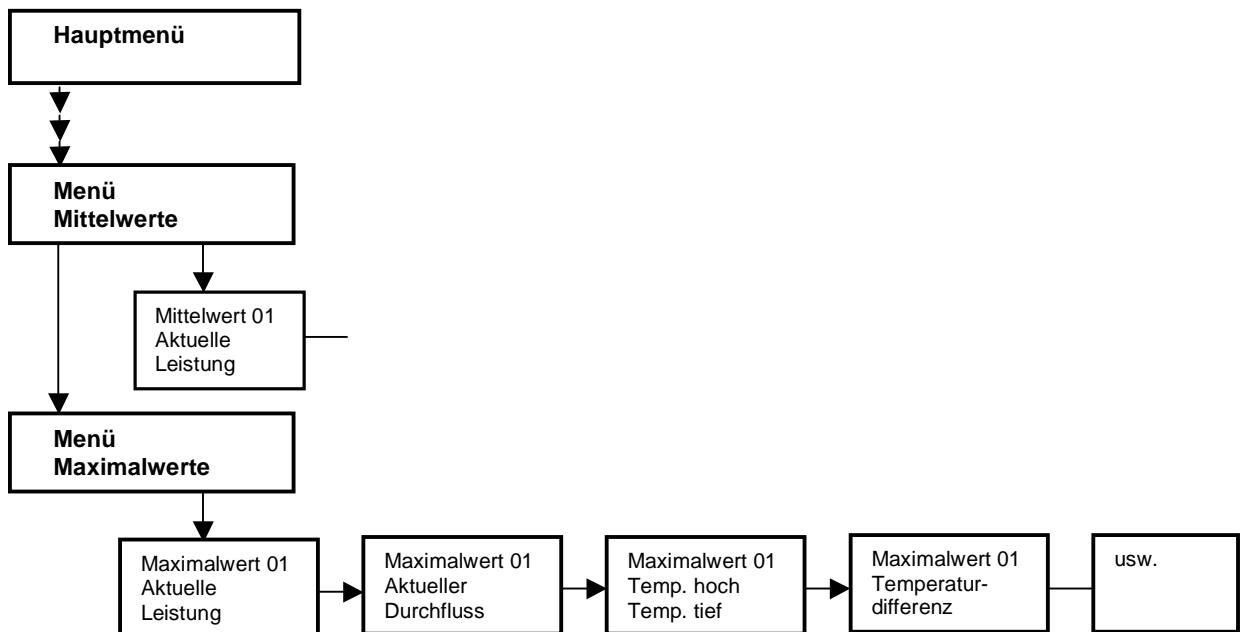 Hauptmenü
Menü
Mittelwerte
Mittelwert 01
Aktuelle
Leistung
Menü
Maximalwerte
Maximalwert 01
Aktuelle
Leistung
Maximalwert 01
Aktueller
Durchfluss
Maximalwert 01
Temp. hoch
Temp. tief
Maximalwert 01
Temperatur-
differenz
usw.